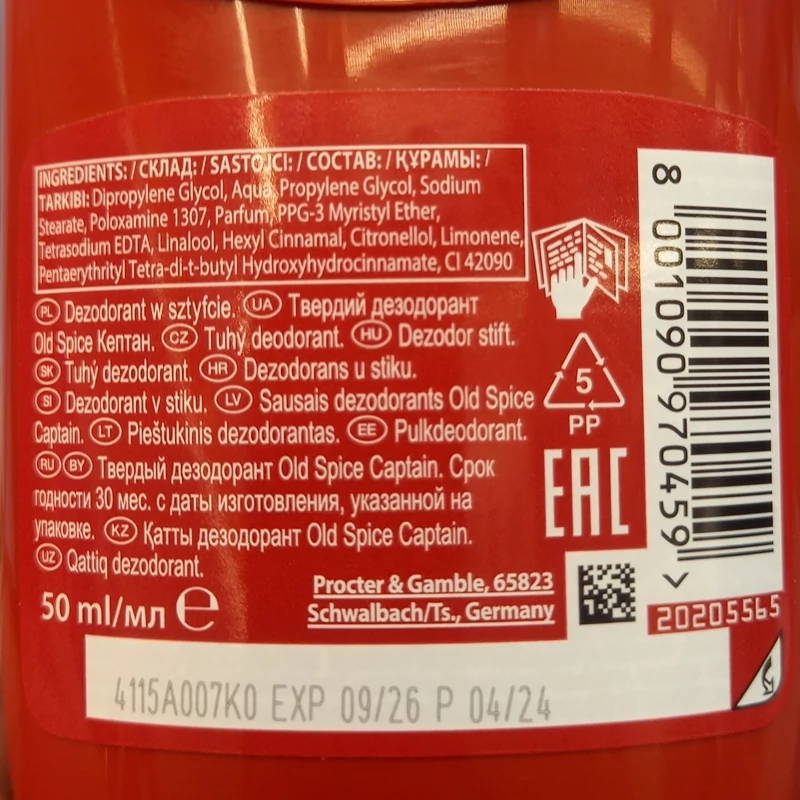 INGREDIENTS: / СКЛАД: / SASTOJCI: / СОСТАВ: / ҚҰРАМЫ: /
TARKIBI: Dipropylene Glycol, Aqua, Propylene Glycol, Sodium
Stearate, Poloxamine 1307, Parfum, PPG-3 Myristyl Ether,
Tetrasodium EDTA, Linalool, Hexyl Cinnamal, Citronellol, Limonene,
Pentaerythrityl Tetra-di-t-butyl Hydroxyhydrocinnamate, CI 42090
PL Dezodorant w sztyfcie. UA Твердий дезодорант
Old Spice Кептан. CZ Tuhý deodorant. HU Dezodor stift.
SK Tuhý dezodorant. HR Dezodorans u stiku.
SI Dezodorant v stiku. LV Sausais dezodorants Old Spice
Captain. LT Pieštukinis dezodorantas. EE Pulkdeodorant.
RU BY Твердый дезодорант Old Spice Captain. Срок
годности 30 мес. с даты изготовления, указанной на
упаковке. KZ Қатты дезодорант Old Spice Captain.
UZ Qattiq dezodorant.
50 ml/мл e
Procter & Gamble, 65823
Schwalbach/Ts., Germany
5
PP
EAC
8 001090 970459 >
20205565
4115A007K0 EXP 09/26 P 04/24